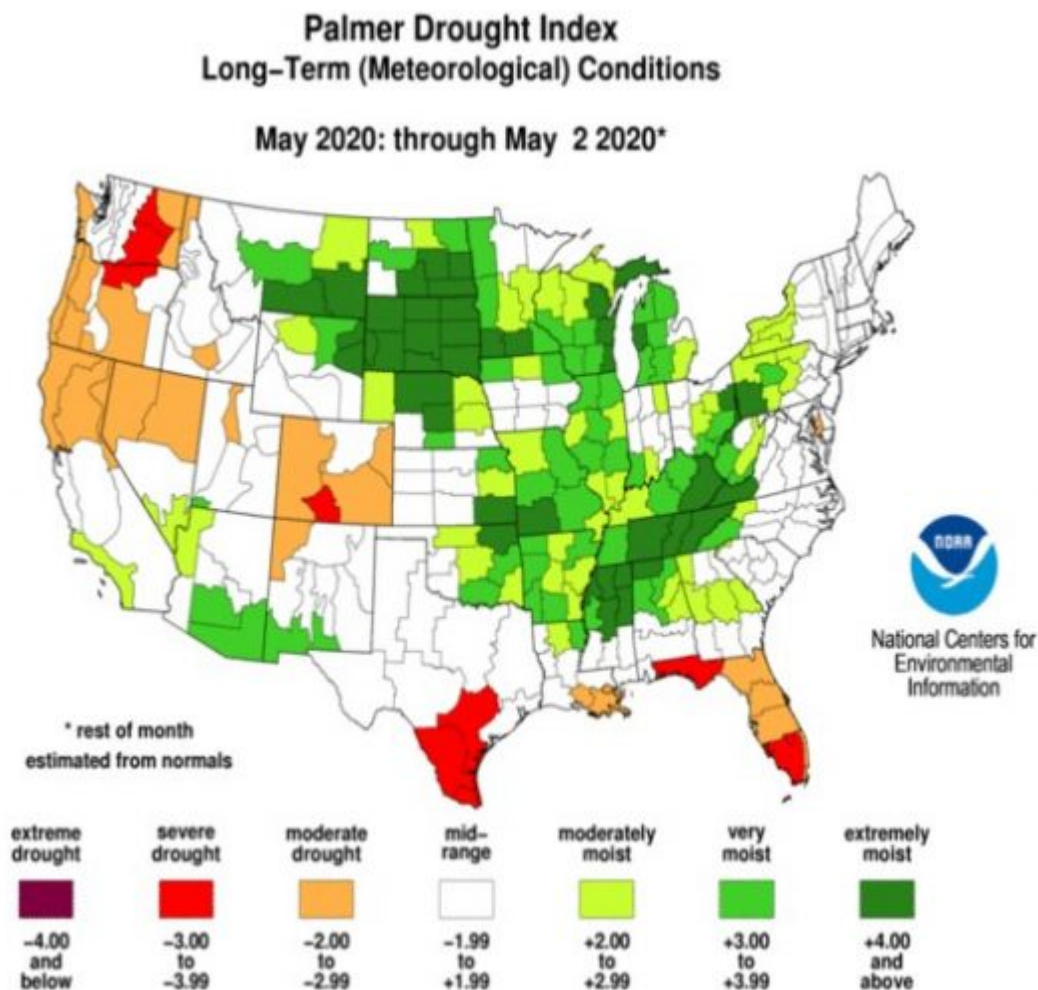 Palmer Drought Index
Long-Term (Meteorological) Conditions
May 2020: through May 2 2020*
NOAA
National Centers for
Environmental
Information
* rest of month
estimated from normals
extreme drought
severe drought
moderate drought
mid-range
moderately moist
very moist
extremely moist
-4.00 and below
-3.00 to -3.99
-2.00 to -2.99
-1.99 to +1.99
+2.00 to +2.99
+3.00 to +3.99
+4.00 and above